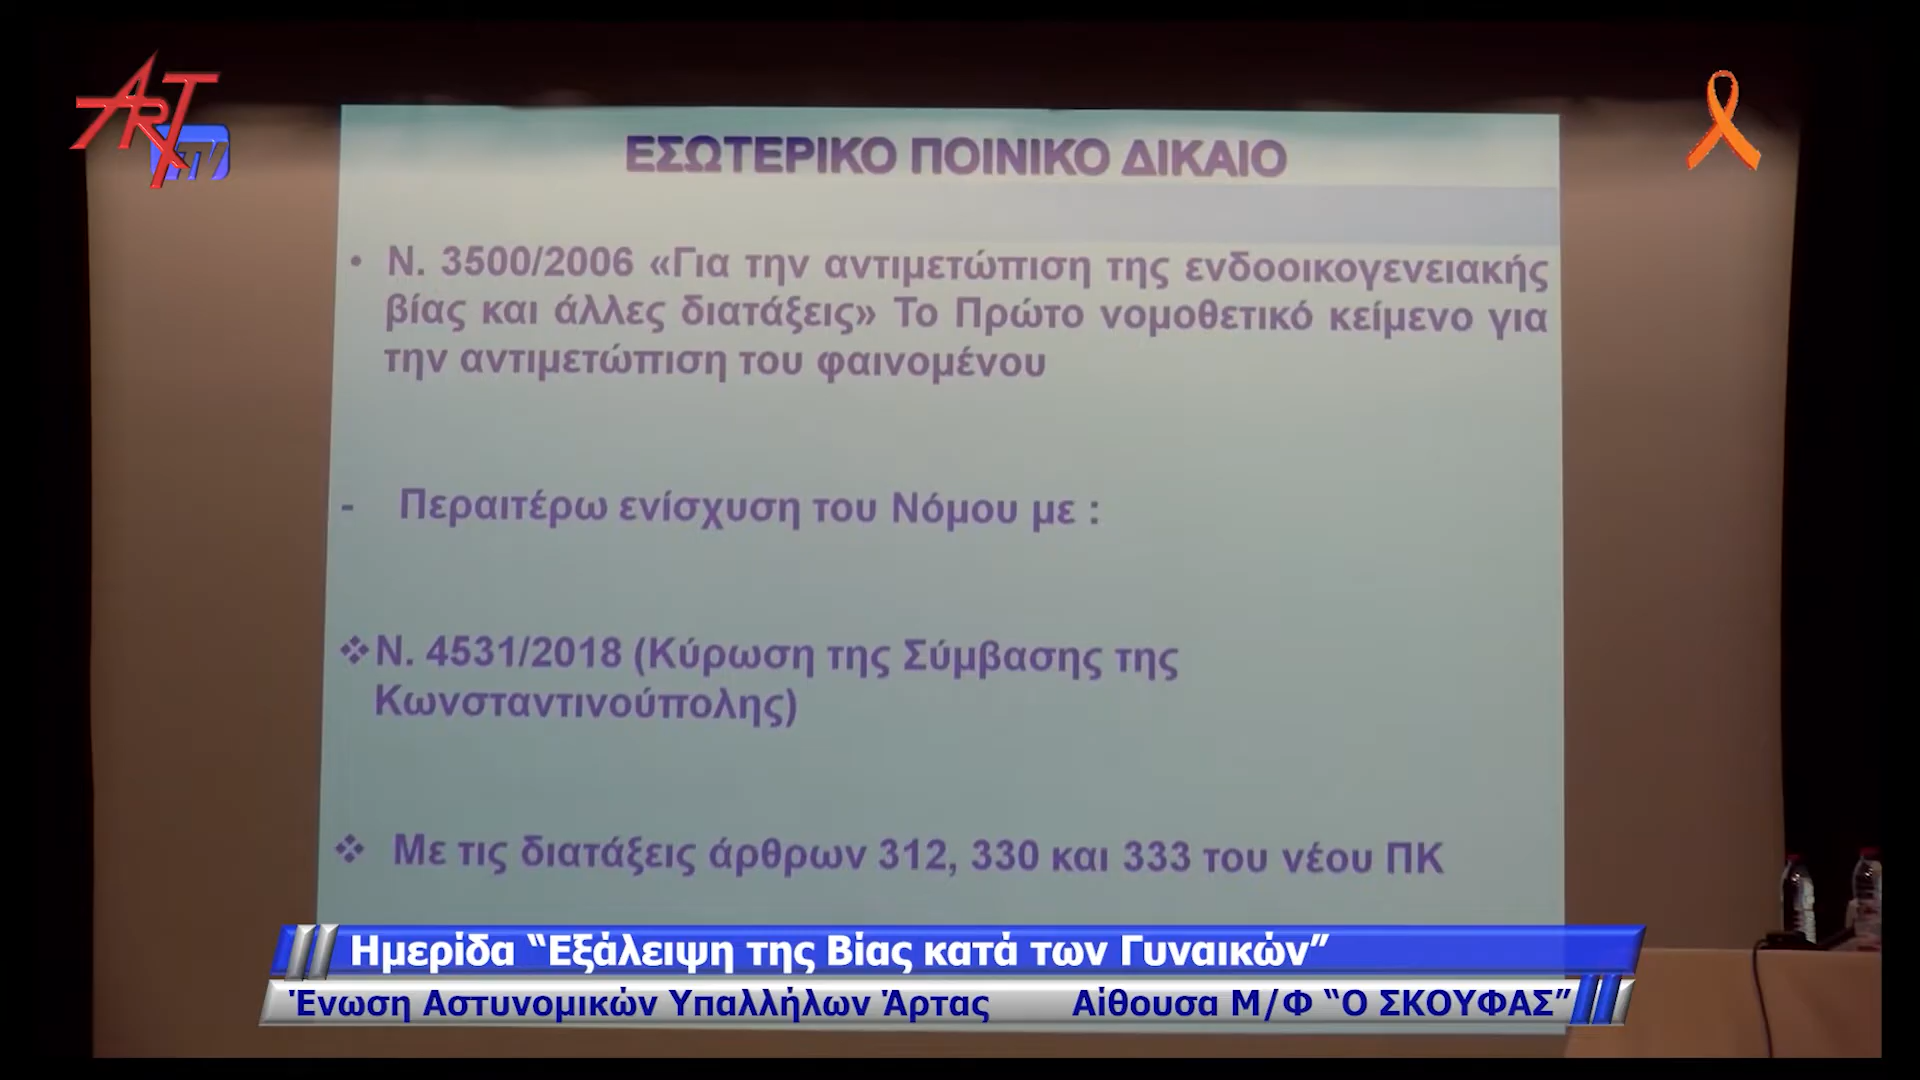 ART TV
ΕΣΩΤΕΡΙΚΟ ΠΟΙΝΙΚΟ ΔΙΚΑΙΟ
• Ν. 3500/2006 «Για την αντιμετώπιση της ενδοοικογενειακής
βίας και άλλες διατάξεις» Το Πρώτο νομοθετικό κείμενο για
την αντιμετώπιση του φαινομένου
- Περαιτέρω ενίσχυση του Νόμου με :
❖ Ν. 4531/2018 (Κύρωση της Σύμβασης της
Κωνσταντινούπολης)
❖ Με τις διατάξεις άρθρων 312, 330 και 333 του νέου ΠΚ
Ημερίδα “Εξάλειψη της Βίας κατά των Γυναικών”
Ένωση Αστυνομικών Υπαλλήλων Άρτας Αίθουσα Μ/Φ “Ο ΣΚΟΥΦΑΣ”